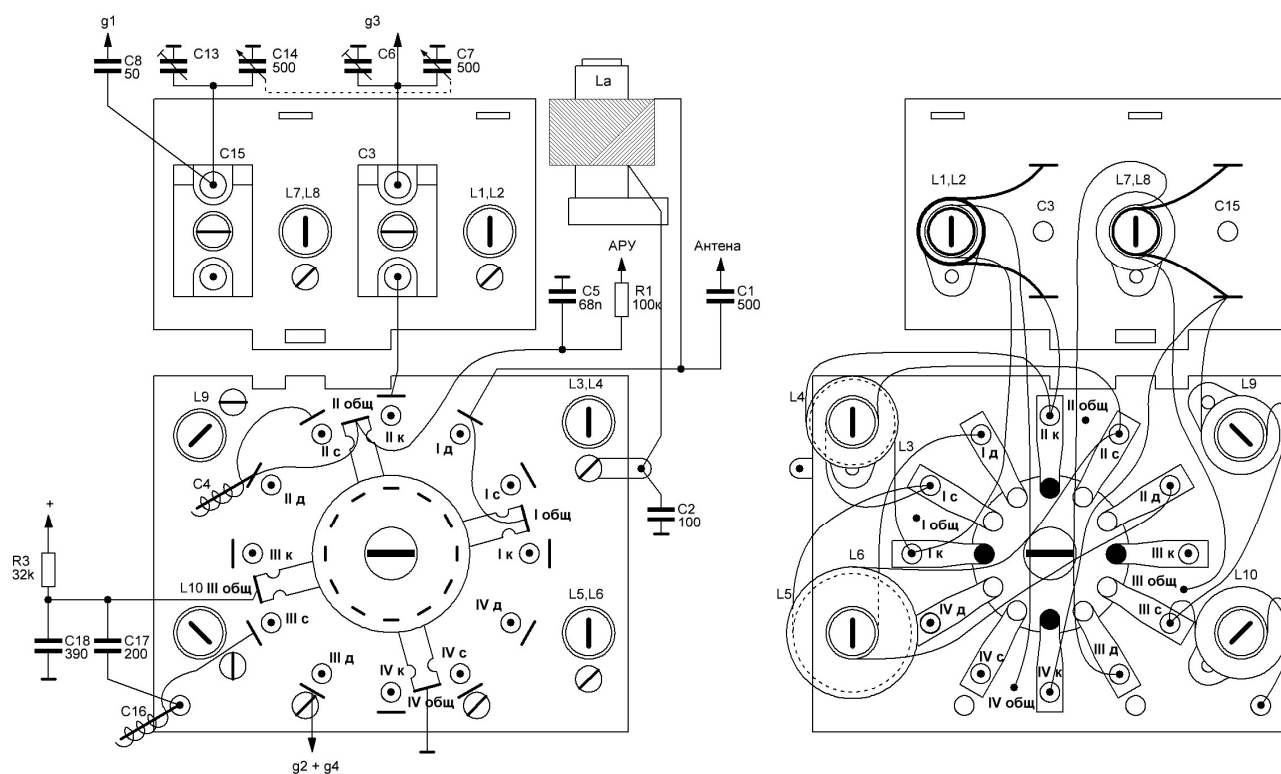 g1
g3
C8
50
C13
C14
500
C6
C7
500
La
C15
C3
L7,L8
L1,L2
АРУ
Антена
C5
68n
R1
100к
C1
500
L9
II общ
II к
II с
I д
L3,L4
C4
II д
I с
I общ
C2
100
+
R3
32k
III к
I к
L10
III общ
III с
IV д
L5,L6
C18
390
C17
200
III д
IV к
IV с
IV общ
C16
g2 + g4
L1,L2
L7,L8
C3
C15
L4
L9
II общ
II к
II с
L3
I д
I с
II д
I общ
L6
I к
III к
III общ
L10
L5
IV д
III с
IV с
III д
IV к
IV общ